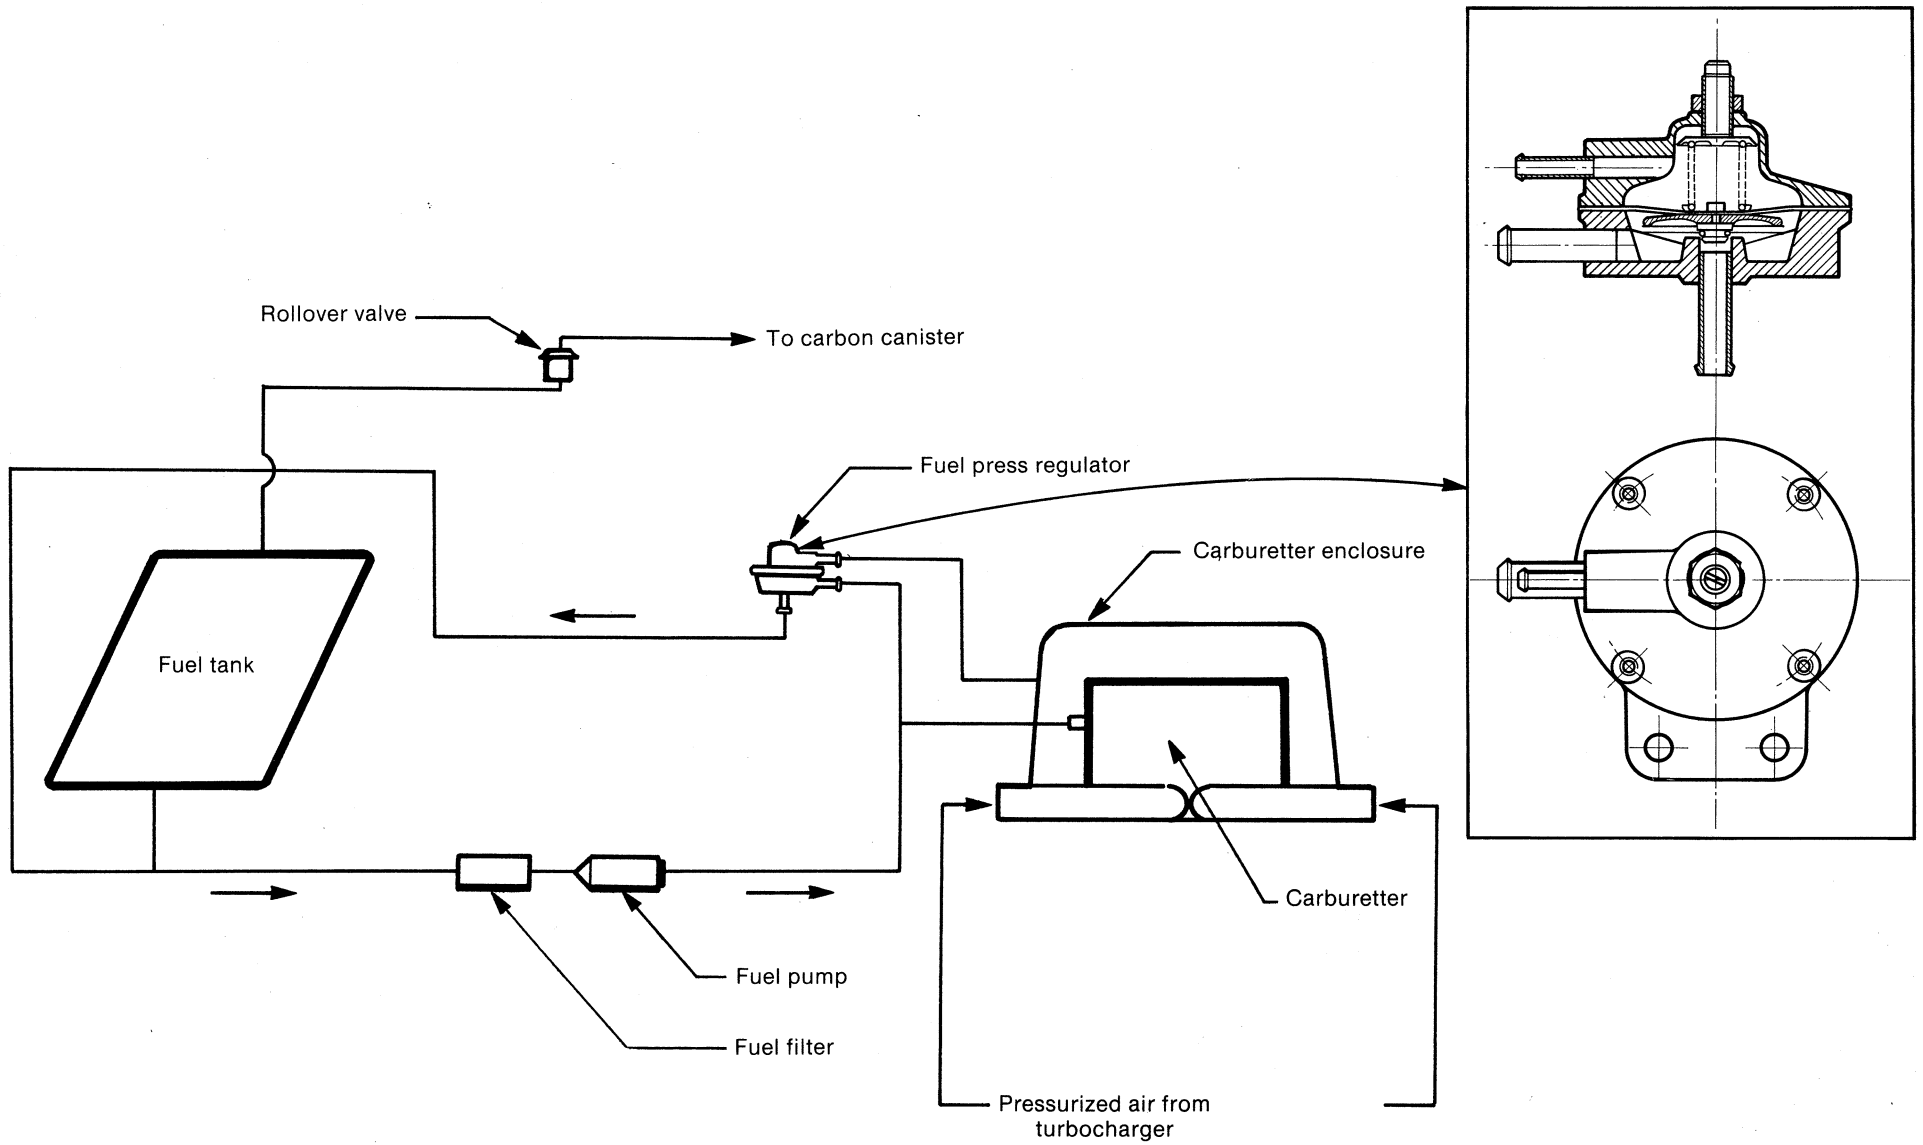 Rollover valve
To carbon canister
Fuel press regulator
Carburetter enclosure
Fuel tank
Carburetter
Fuel pump
Fuel filter
Pressurized air from
turbocharger